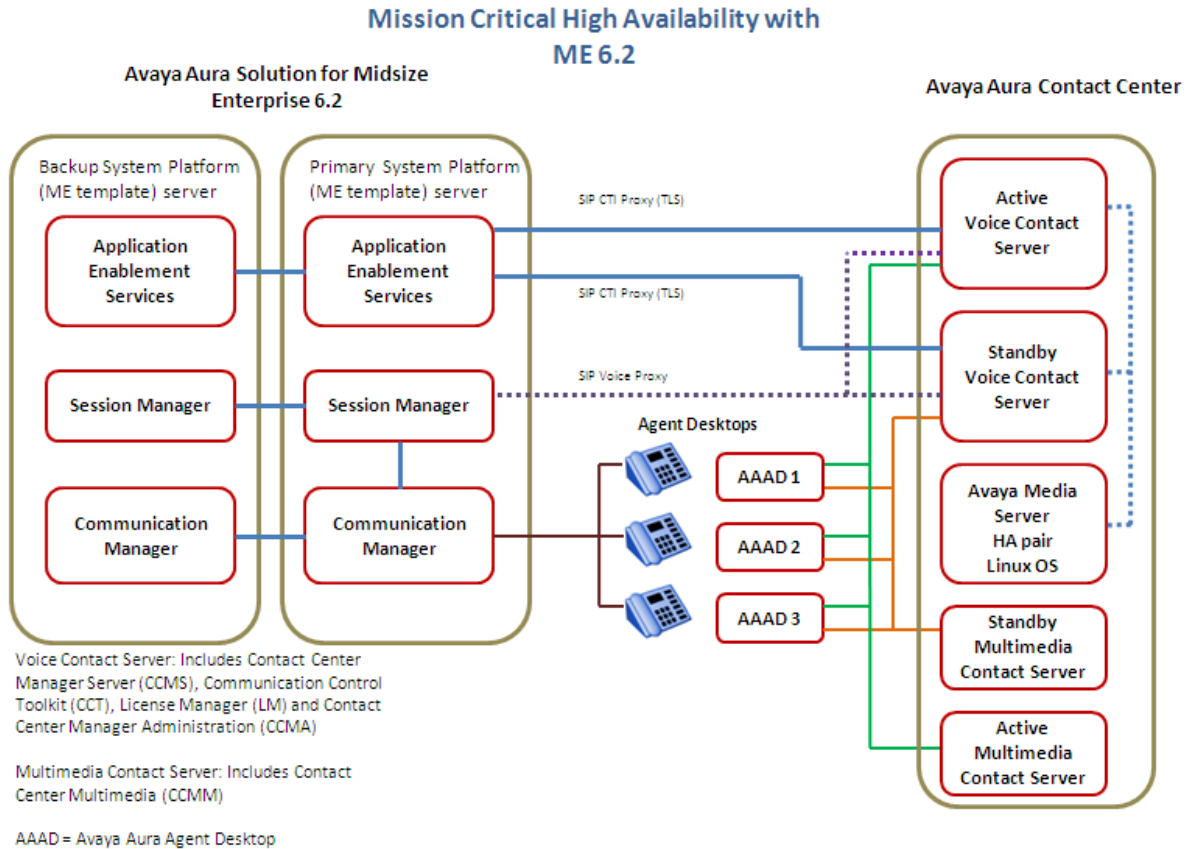 Mission Critical High Availability with
ME 6.2
Avaya Aura Solution for Midsize
Enterprise 6.2
Avaya Aura Contact Center
Backup System Platform
(ME template) server
Primary System Platform
(ME template) server
Application
Enablement
Services
Application
Enablement
Services
Session Manager
Session Manager
Communication
Manager
Communication
Manager
SIP CTI Proxy (TLS)
SIP CTI Proxy (TLS)
SIP Voice Proxy
Agent Desktops
AAAD 1
AAAD 2
AAAD 3
Active
Voice Contact
Server
Standby
Voice Contact
Server
Avaya Media
Server
HA pair
Linux OS
Standby
Multimedia
Contact Server
Active
Multimedia
Contact Server
Voice Contact Server: Includes Contact Center
Manager Server (CCMS), Communication Control
Toolkit (CCT), License Manager (LM) and Contact
Center Manager Administration (CCMA)
Multimedia Contact Server: Includes Contact
Center Multimedia (CCMM)
AAAD = Avaya Aura Agent Desktop